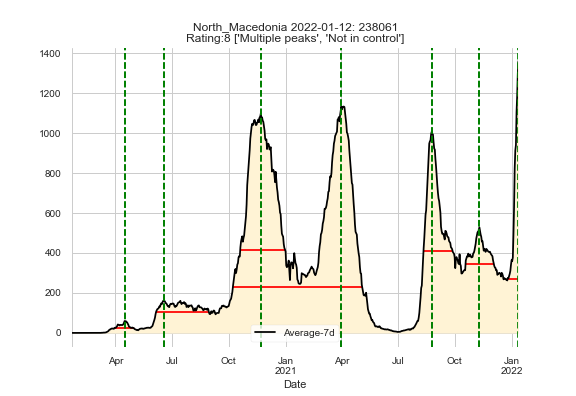 North_Macedonia 2022-01-12: 238061
Rating:8 ['Multiple peaks', 'Not in control']
1400
1200
1000
800
600
400
200
0
Average-7d
Apr Jul Oct Jan Apr Jul Oct Jan
2021 2022
Date